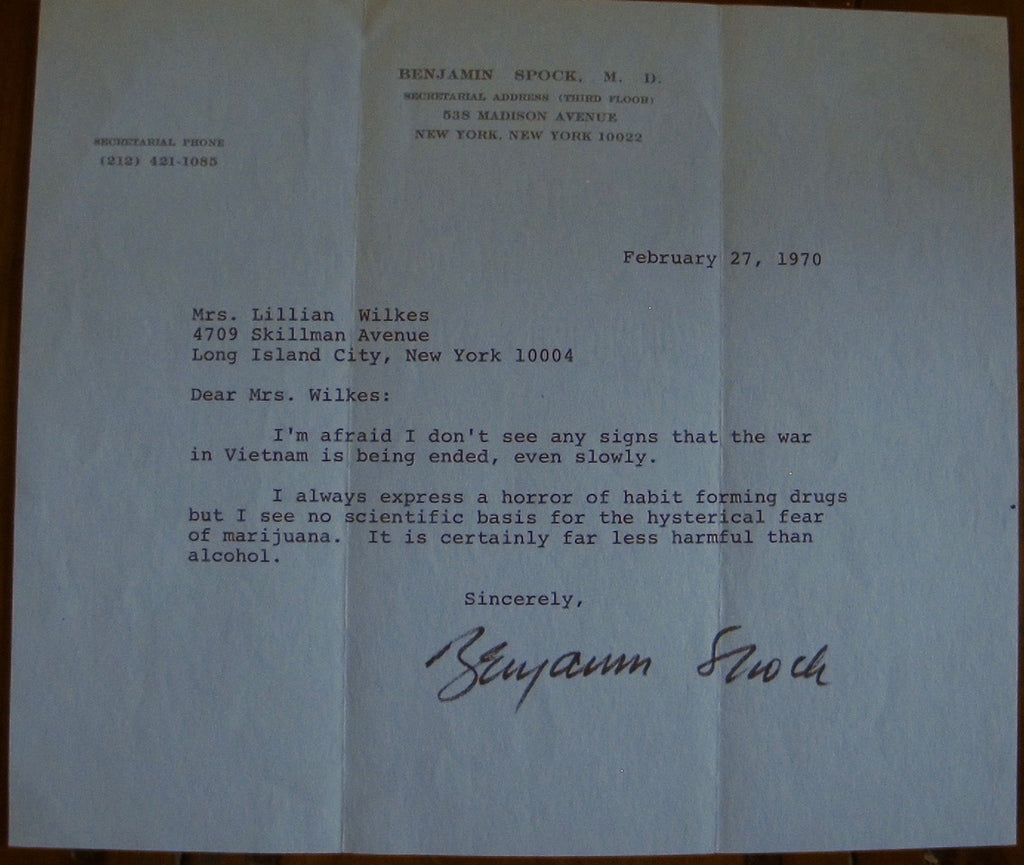 BENJAMIN SPOCK, M. D.
SECRETARIAL ADDRESS (THIRD FLOOR)
538 MADISON AVENUE
NEW YORK, NEW YORK 10022
SECRETARIAL PHONE
(212) 421-1085
February 27, 1970
Mrs. Lillian Wilkes
4709 Skillman Avenue
Long Island City, New York 10004
Dear Mrs. Wilkes:
I'm afraid I don't see any signs that the war
in Vietnam is being ended, even slowly.
I always express a horror of habit forming drugs
but I see no scientific basis for the hysterical fear
of marijuana. It is certainly far less harmful than
alcohol.
Sincerely,
Benjamin Spock